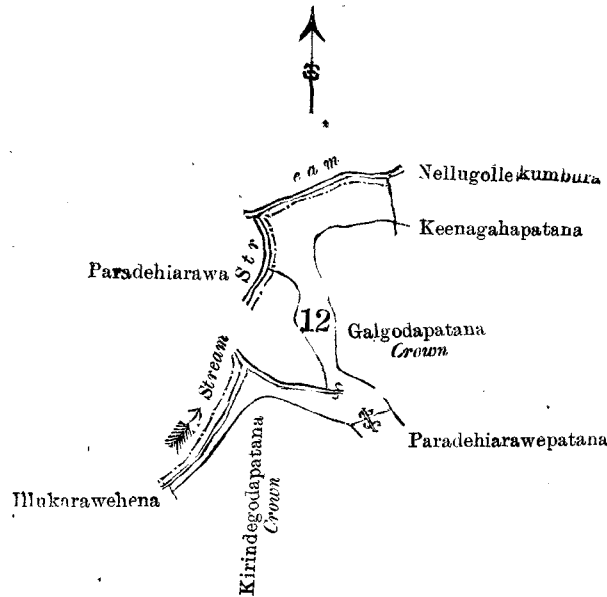 eam
Nellugollekumbura
Keenagahapatana
Str
Paradehiarawa
12
Galgodapatana
Crown
Stream
Paradehiarawepatana
Illukarawehena
Kirindegodapatana
Crown